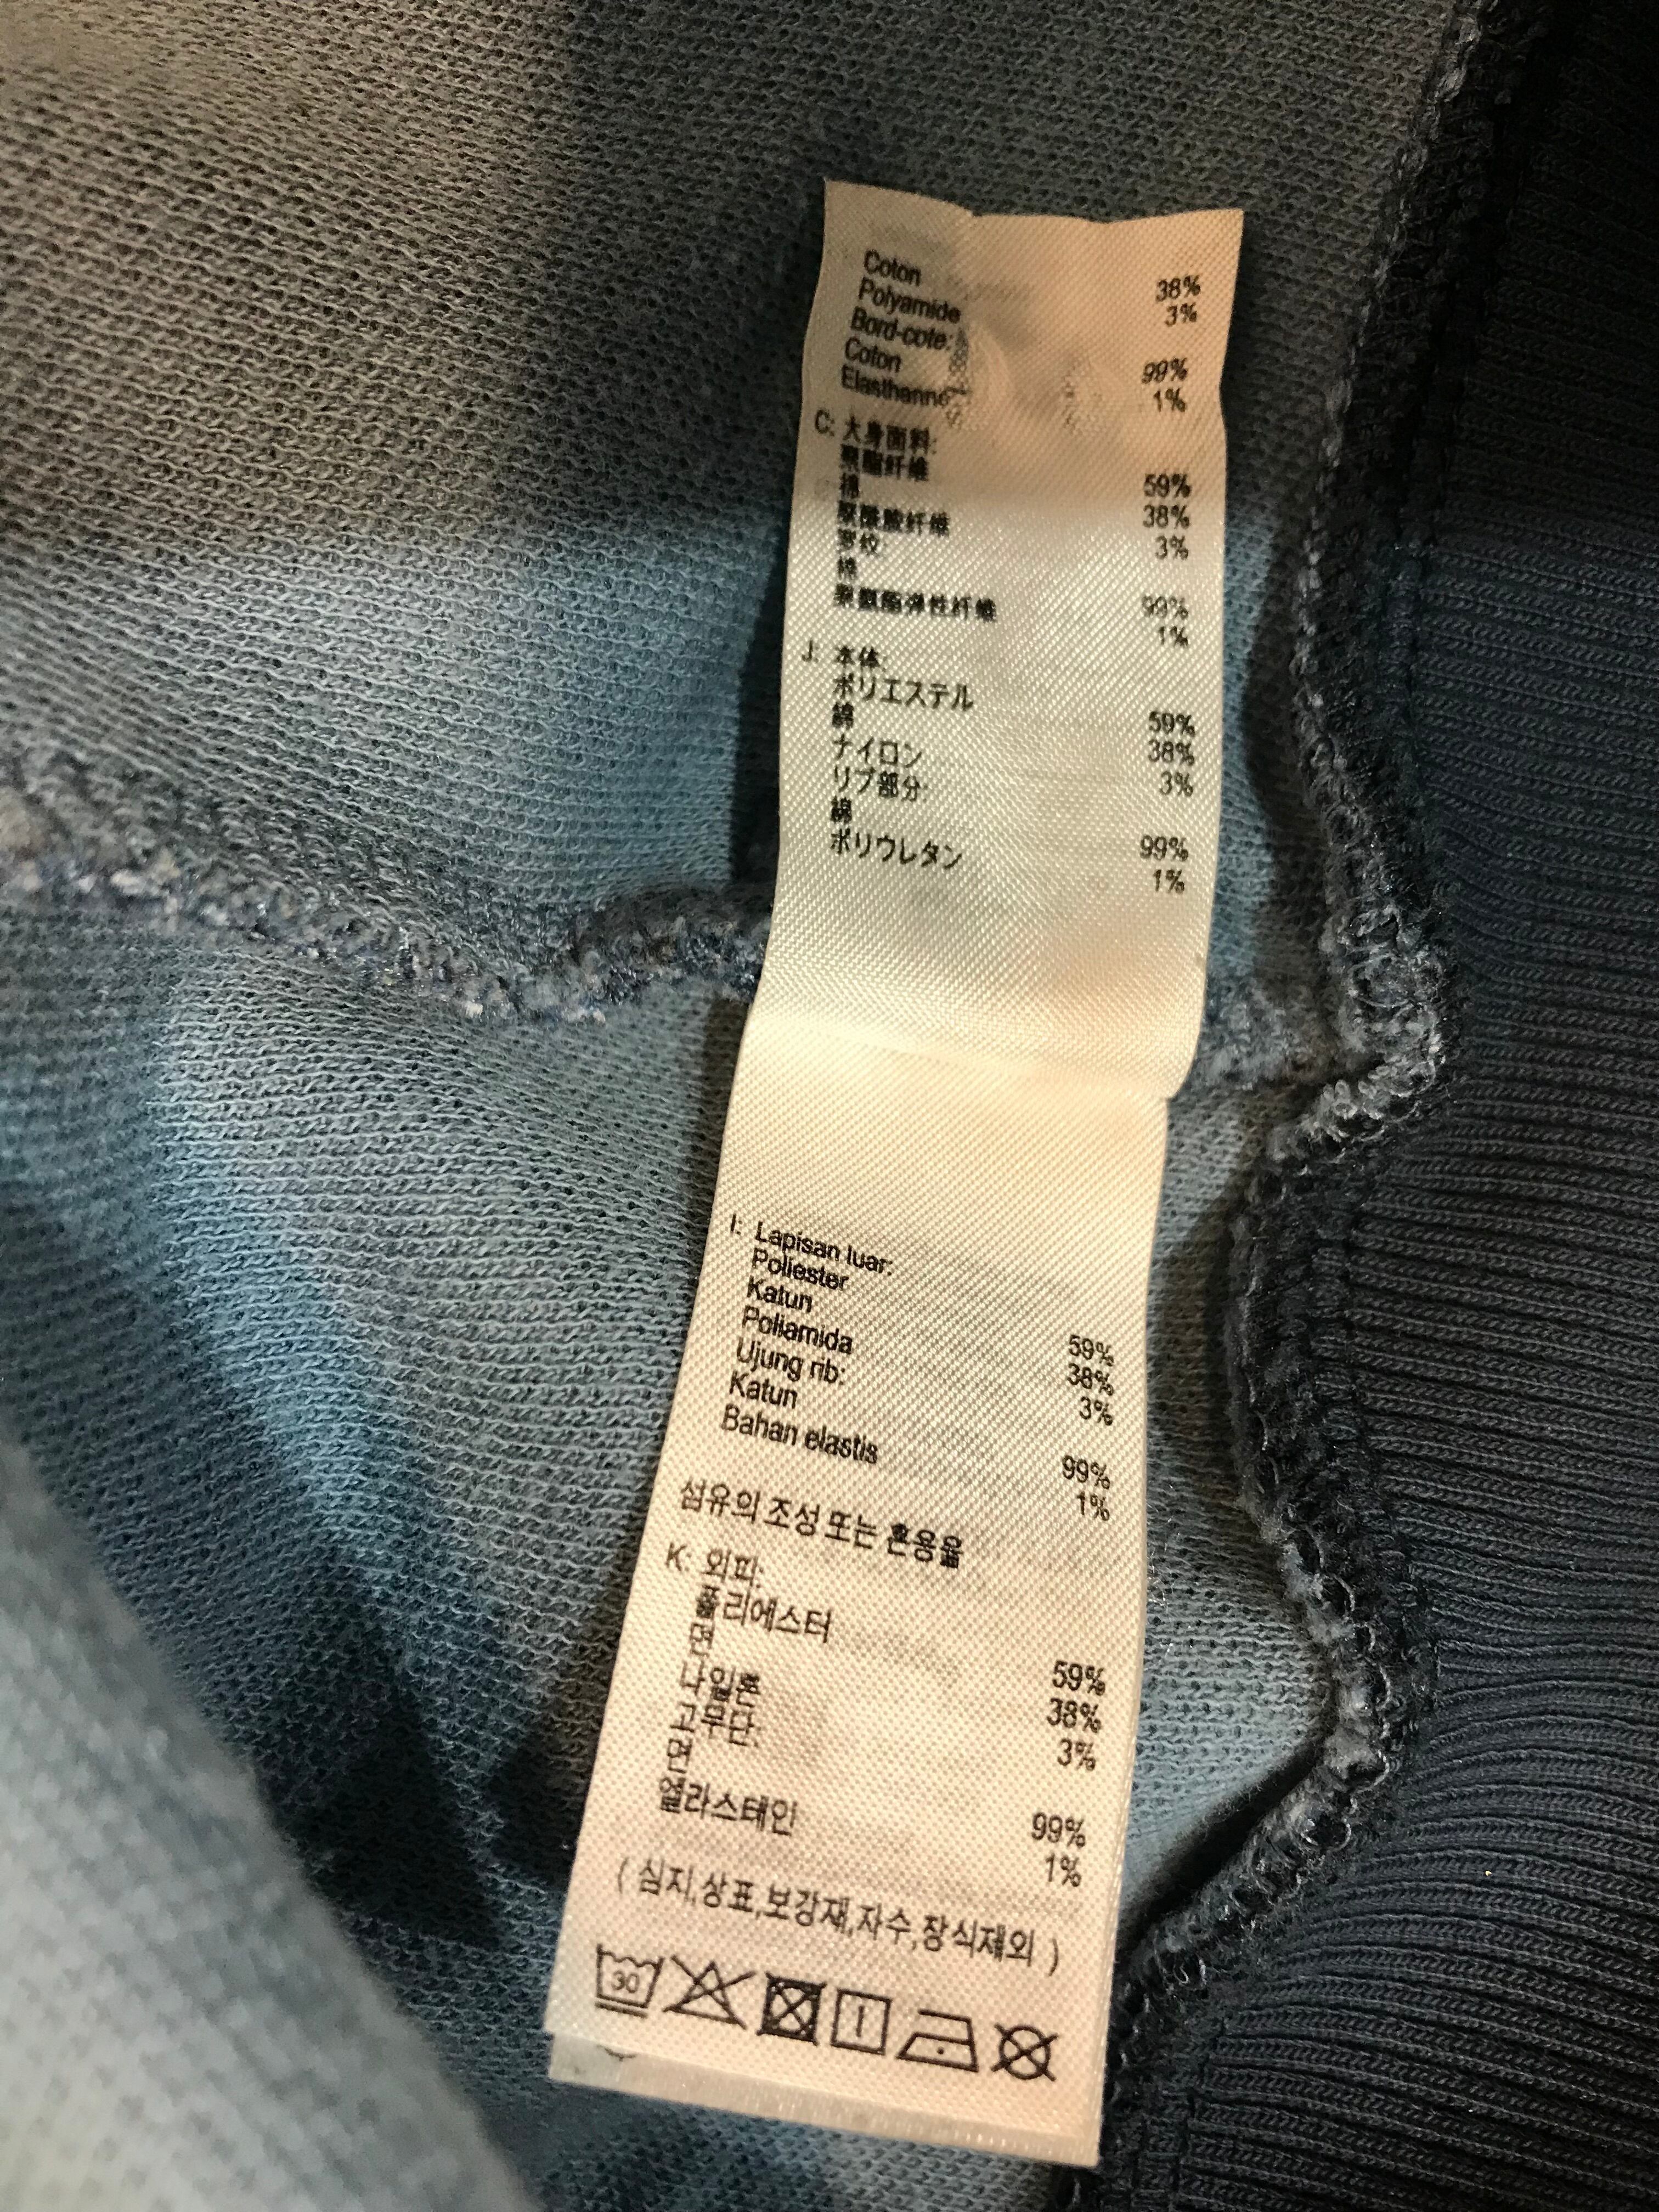 Coton 38%
Polyamide 3%
Bord-cote:
Coton 99%
Elasthanne 1%
C: 大身面料:
聚酯纤维 59%
棉 38%
聚酰胺纤维 3%
罗纹:
棉 99%
聚氨酯弹性纤维 1%
J: 本体:
ポリエステル 59%
綿 38%
ナイロン 3%
リブ部分:
綿 99%
ポリウレタン 1%
I: Lapisan luar:
Poliester 59%
Katun 38%
Poliamida 3%
Ujung rib:
Katun 99%
Bahan elastis 1%
섬유의 조성 또는 혼용율
K: 외피:
폴리에스터 59%
면 38%
나일론 3%
고무단:
면 99%
엘라스테인 1%
( 심지,상표,보강재,자수,장식제외 )
30